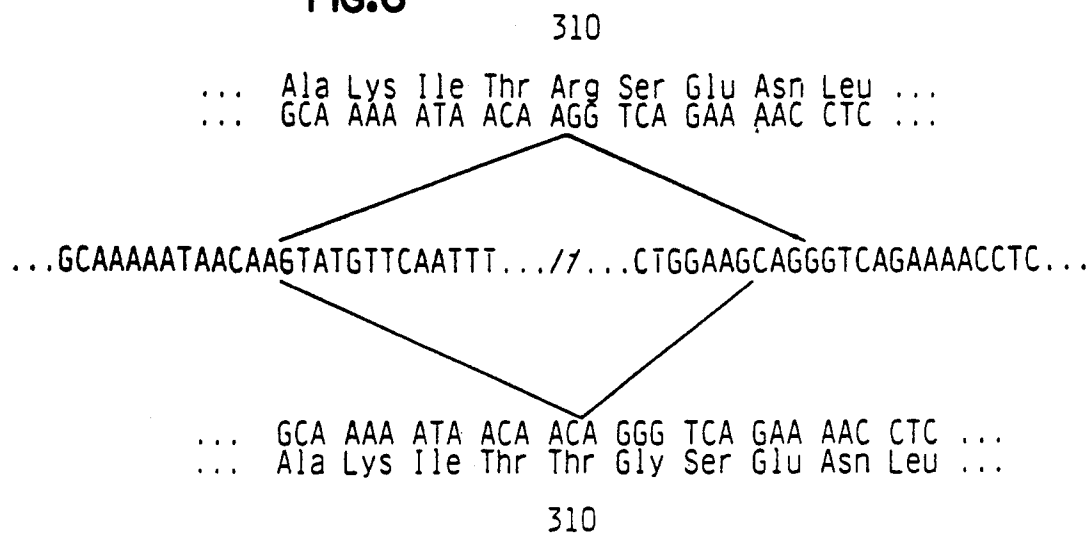 FIG.6
310
... Ala Lys Ile Thr Arg Ser Glu Asn Leu ...
... GCA AAA ATA ACA AGG TCA GAA AAC CTC ...
...GCAAAAATAACAAGTATGTTCAATTT...//...CTGGAAGCAGGGTCAGAAAACCTC...
... GCA AAA ATA ACA ACA GGG TCA GAA AAC CTC ...
... Ala Lys Ile Thr Thr Gly Ser Glu Asn Leu ...
310